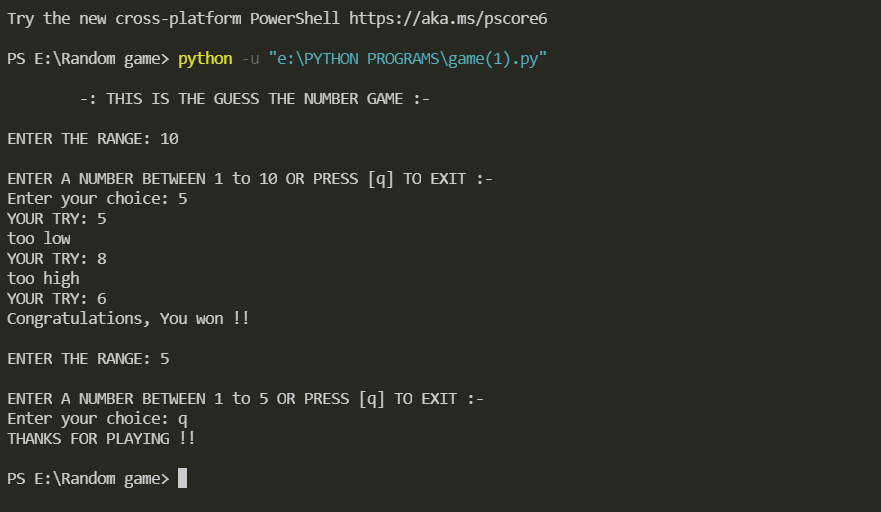 Try the new cross-platform PowerShell https://aka.ms/pscore6
PS E:\Random game> python -u "e:\PYTHON PROGRAMS\game(1).py"
-: THIS IS THE GUESS THE NUMBER GAME :-
ENTER THE RANGE: 10
ENTER A NUMBER BETWEEN 1 to 10 OR PRESS [q] TO EXIT :-
Enter your choice: 5
YOUR TRY: 5
too low
YOUR TRY: 8
too high
YOUR TRY: 6
Congratulations, You won !!
ENTER THE RANGE: 5
ENTER A NUMBER BETWEEN 1 to 5 OR PRESS [q] TO EXIT :-
Enter your choice: q
THANKS FOR PLAYING !!
PS E:\Random game>